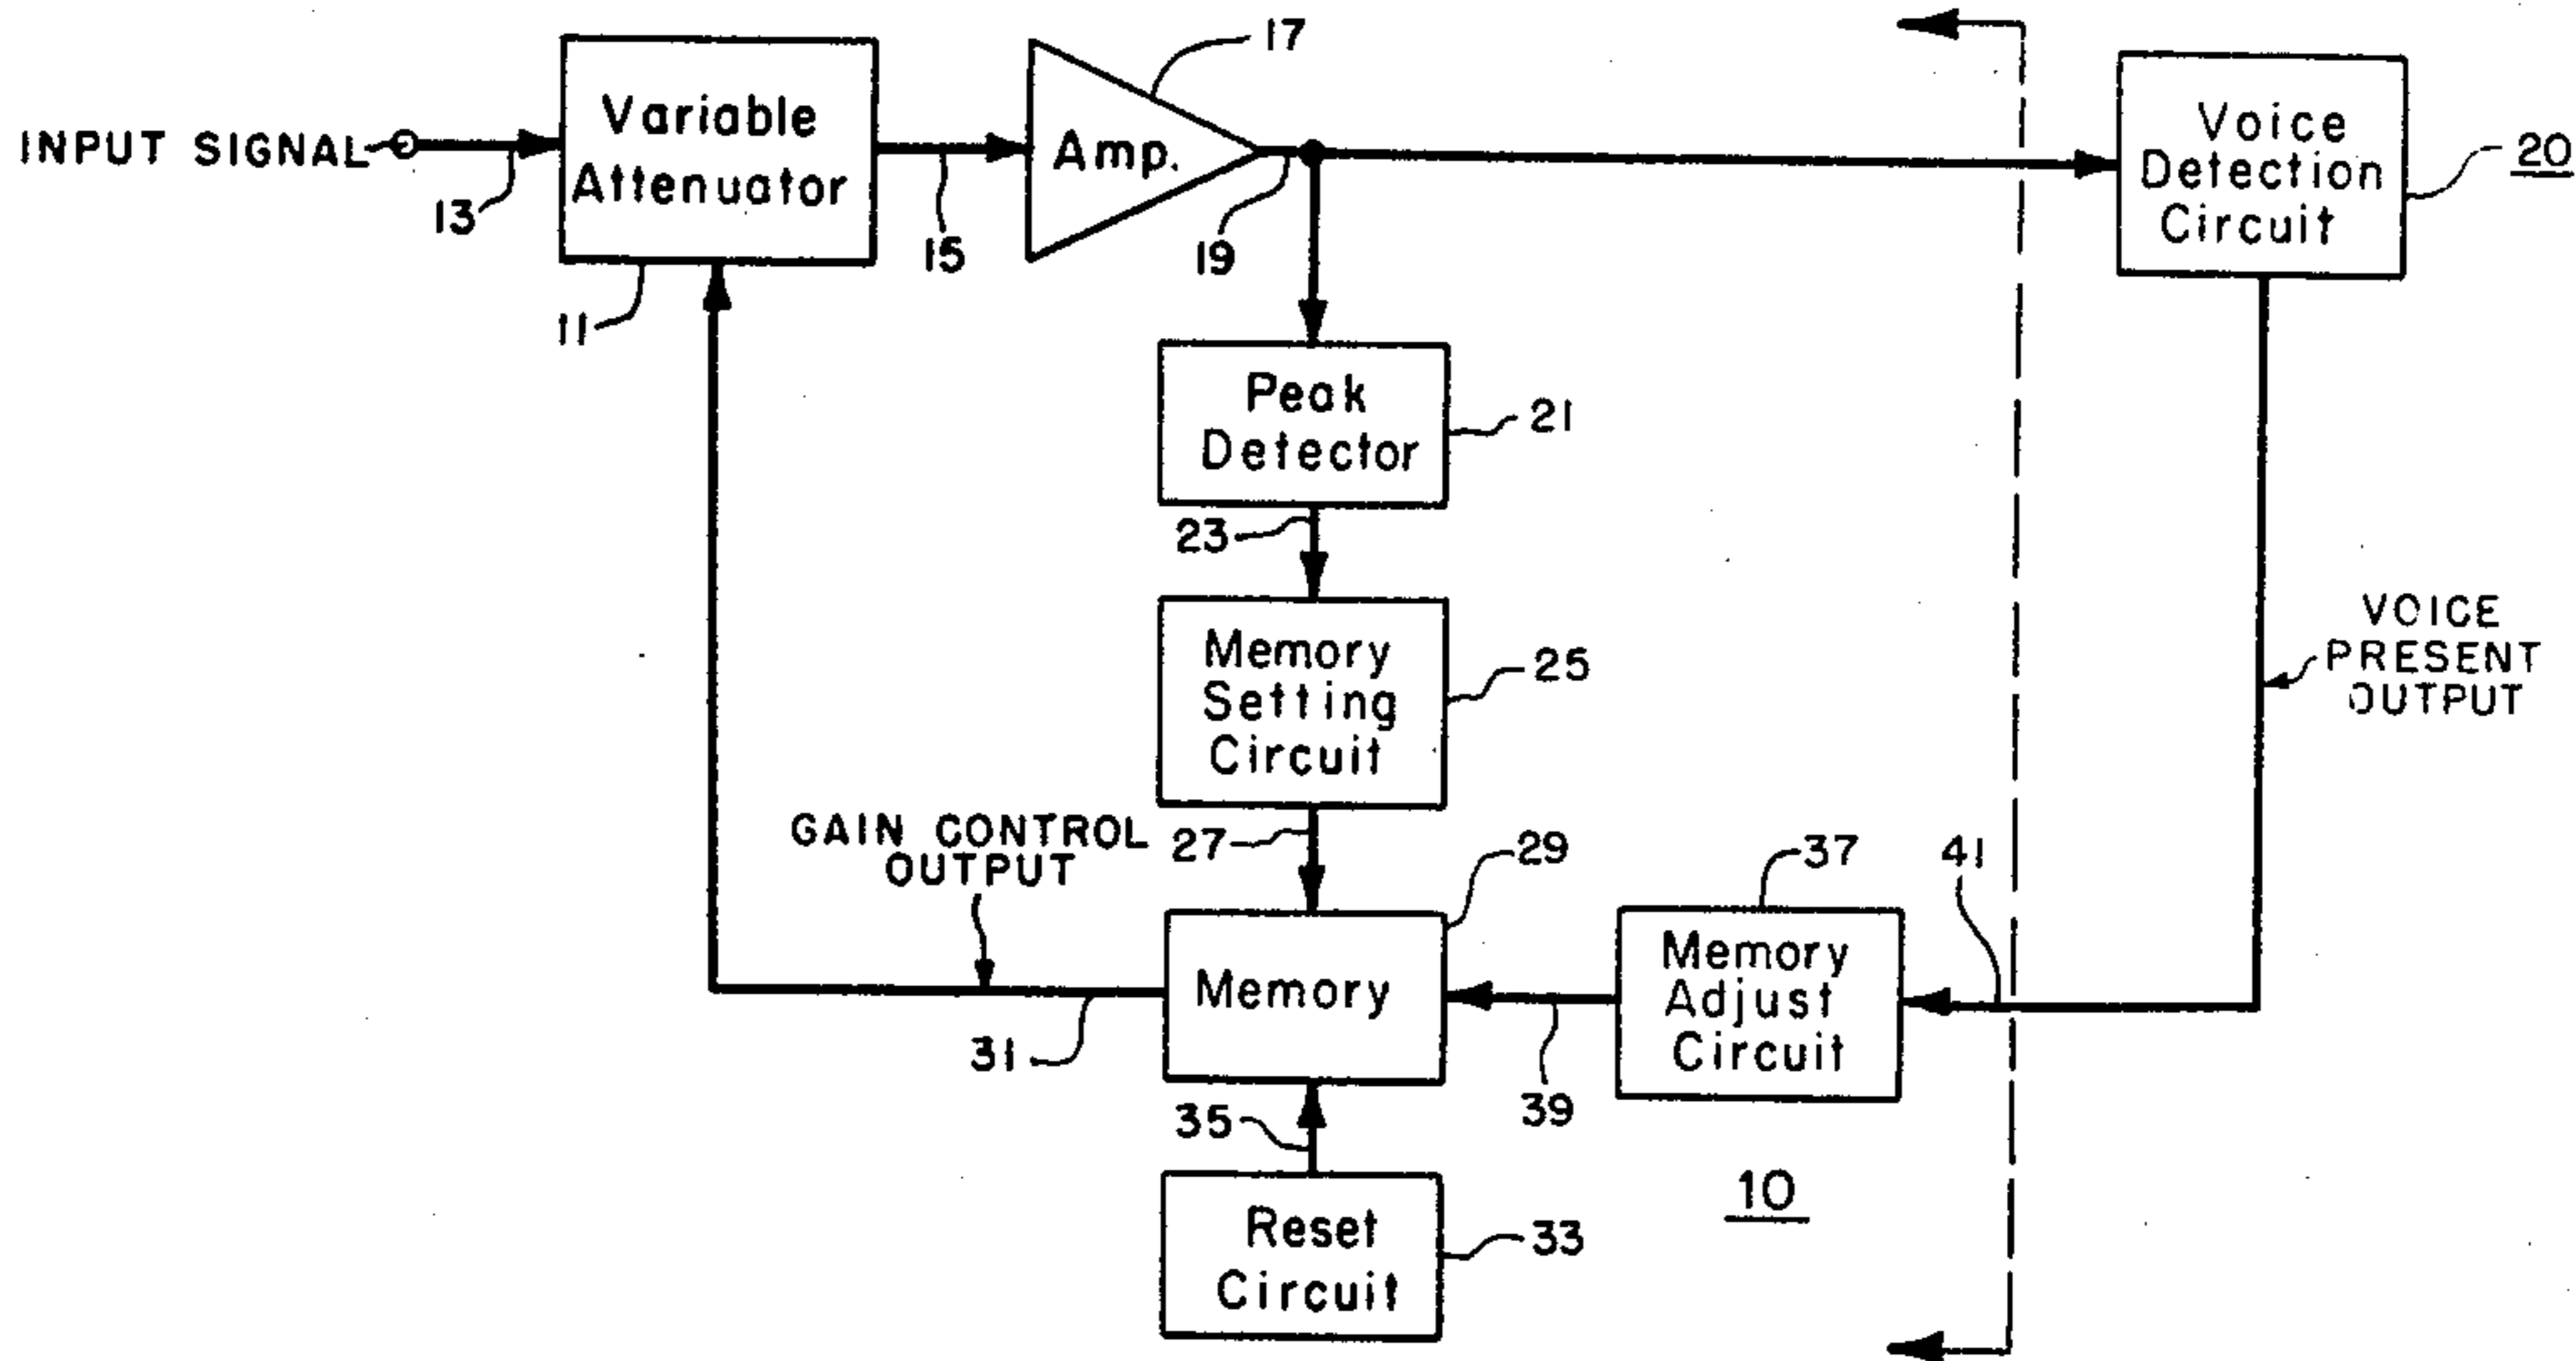 INPUT SIGNAL
13
Variable
Attenuator
11
15
Amp.
17
19
Voice
Detection
Circuit
20
Peak
Detector
21
23
Memory
Setting
Circuit
25
VOICE
PRESENT
OUTPUT
GAIN CONTROL
OUTPUT
27
29
37
41
Memory
31
39
Memory
Adjust
Circuit
35
10
Reset
Circuit
33